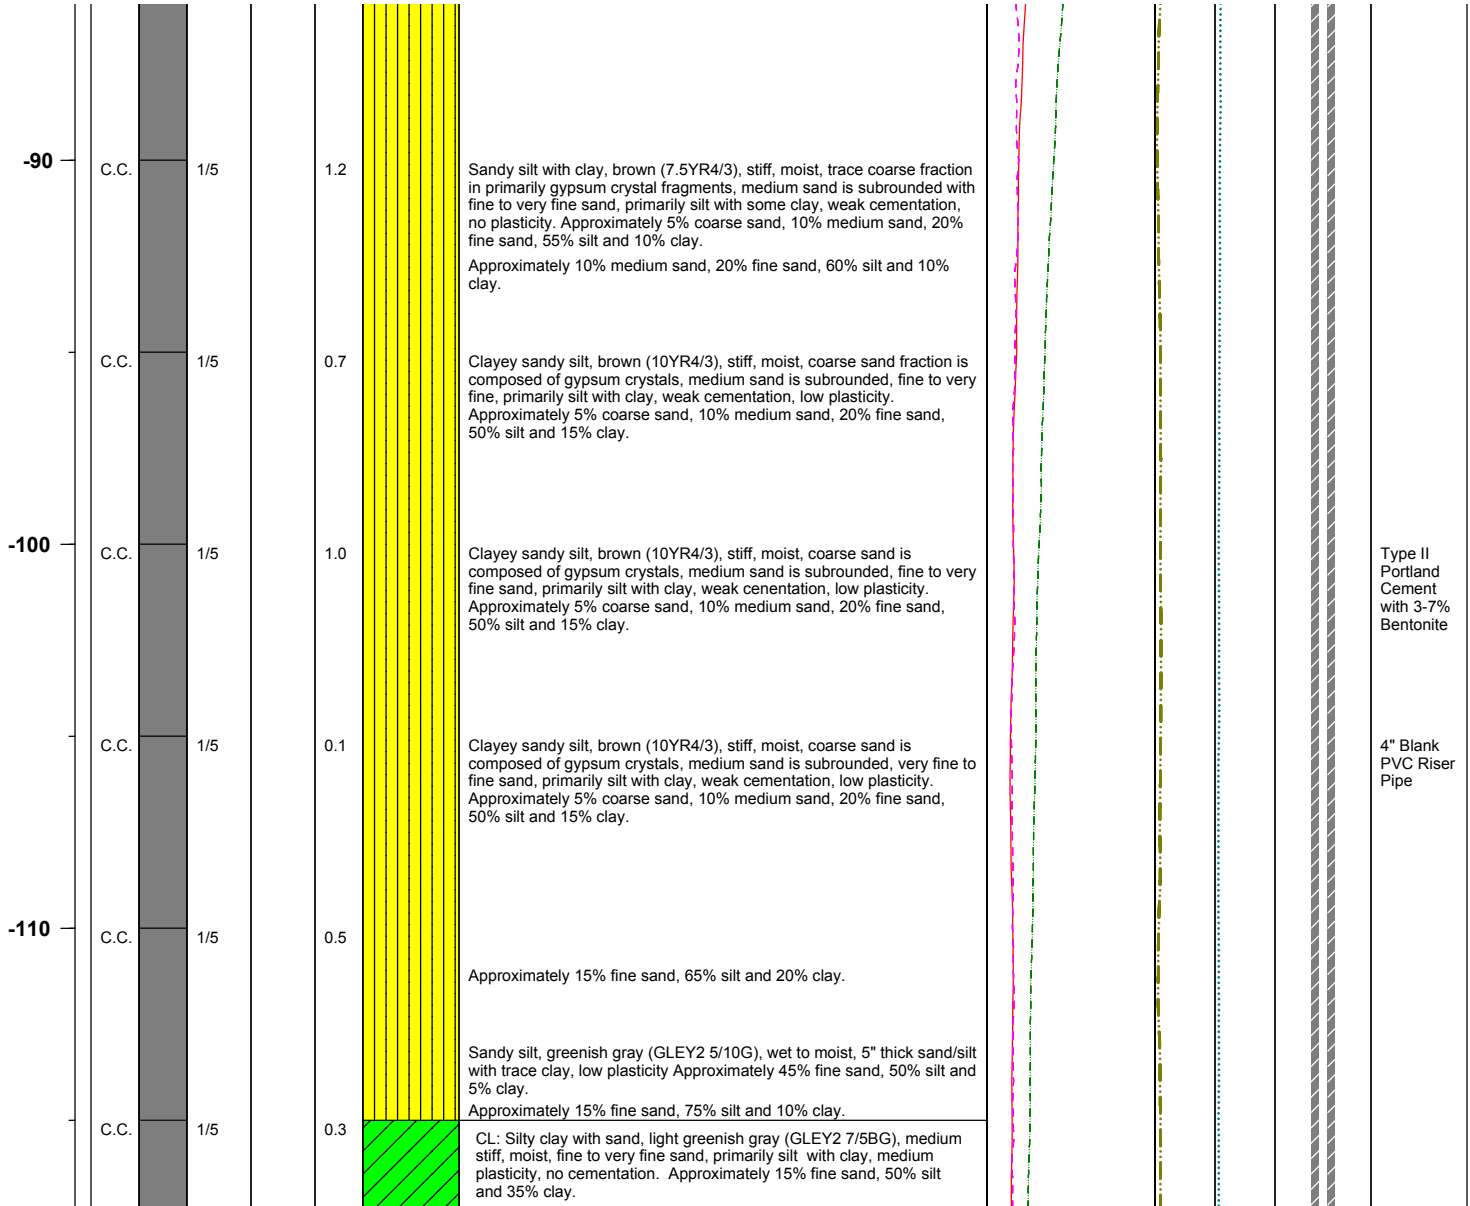 -90
C.C.
1/5
1.2
Sandy silt with clay, brown (7.5YR4/3), stiff, moist, trace coarse fraction
in primarily gypsum crystal fragments, medium sand is subrounded with
fine to very fine sand, primarily silt with some clay, weak cementation,
no plasticity. Approximately 5% coarse sand, 10% medium sand, 20%
fine sand, 55% silt and 10% clay.
Approximately 10% medium sand, 20% fine sand, 60% silt and 10%
clay.
C.C.
1/5
0.7
Clayey sandy silt, brown (10YR4/3), stiff, moist, coarse sand fraction is
composed of gypsum crystals, medium sand is subrounded, fine to very
fine, primarily silt with clay, weak cementation, low plasticity.
Approximately 5% coarse sand, 10% medium sand, 20% fine sand,
50% silt and 15% clay.
-100
C.C.
1/5
1.0
Clayey sandy silt, brown (10YR4/3), stiff, moist, coarse sand is
composed of gypsum crystals, medium sand is subrounded, fine to very
fine sand, primarily silt with clay, weak cenentation, low plasticity.
Approximately 5% coarse sand, 10% medium sand, 20% fine sand,
50% silt and 15% clay.
Type II
Portland
Cement
with 3-7%
Bentonite
C.C.
1/5
0.1
Clayey sandy silt, brown (10YR4/3), stiff, moist, coarse sand is
composed of gypsum crystals, medium sand is subrounded, very fine to
fine sand, primarily silt with clay, weak cementation, low plasticity.
Approximately 5% coarse sand, 10% medium sand, 20% fine sand,
50% silt and 15% clay.
4" Blank
PVC Riser
Pipe
-110
C.C.
1/5
0.5
Approximately 15% fine sand, 65% silt and 20% clay.
Sandy silt, greenish gray (GLEY2 5/10G), wet to moist, 5" thick sand/silt
with trace clay, low plasticity Approximately 45% fine sand, 50% silt and
5% clay.
Approximately 15% fine sand, 75% silt and 10% clay.
C.C.
1/5
0.3
CL: Silty clay with sand, light greenish gray (GLEY2 7/5BG), medium
stiff, moist, fine to very fine sand, primarily silt  with clay, medium
plasticity, no cementation.  Approximately 15% fine sand, 50% silt
and 35% clay.